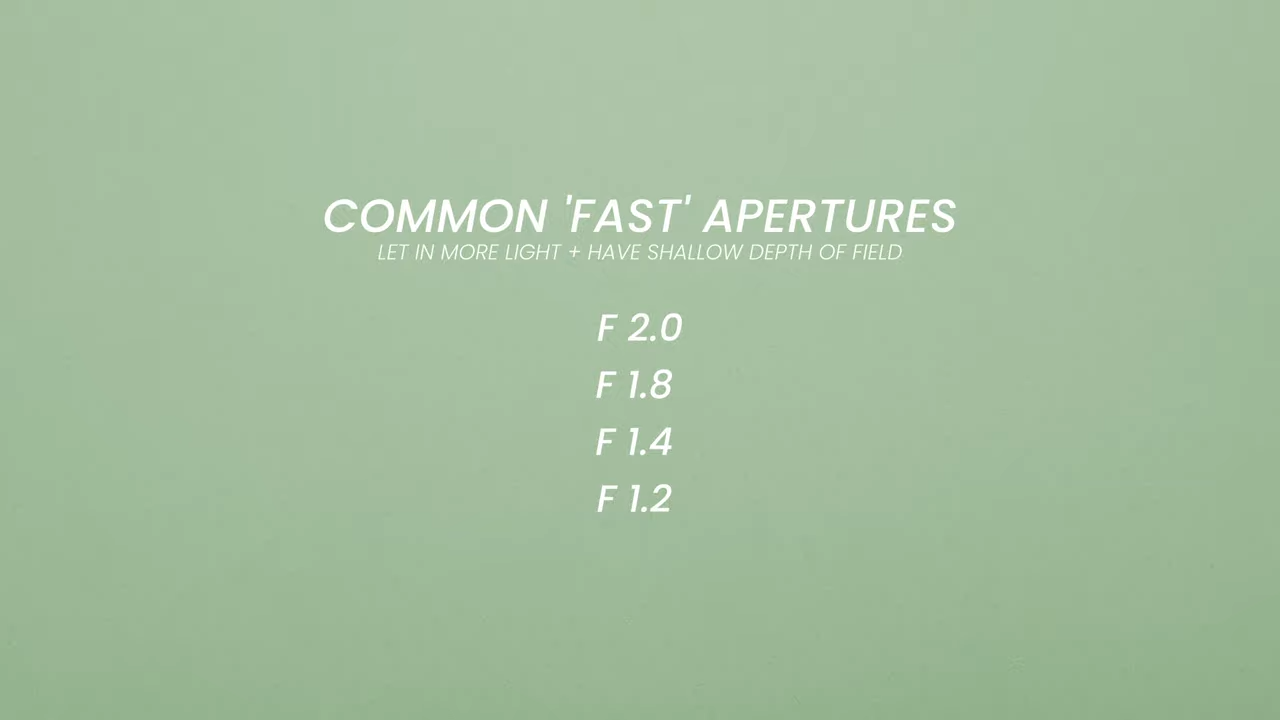 COMMON 'FAST' APERTURES
LET IN MORE LIGHT + HAVE SHALLOW DEPTH OF FIELD
F 2.0
F 1.8
F 1.4
F 1.2